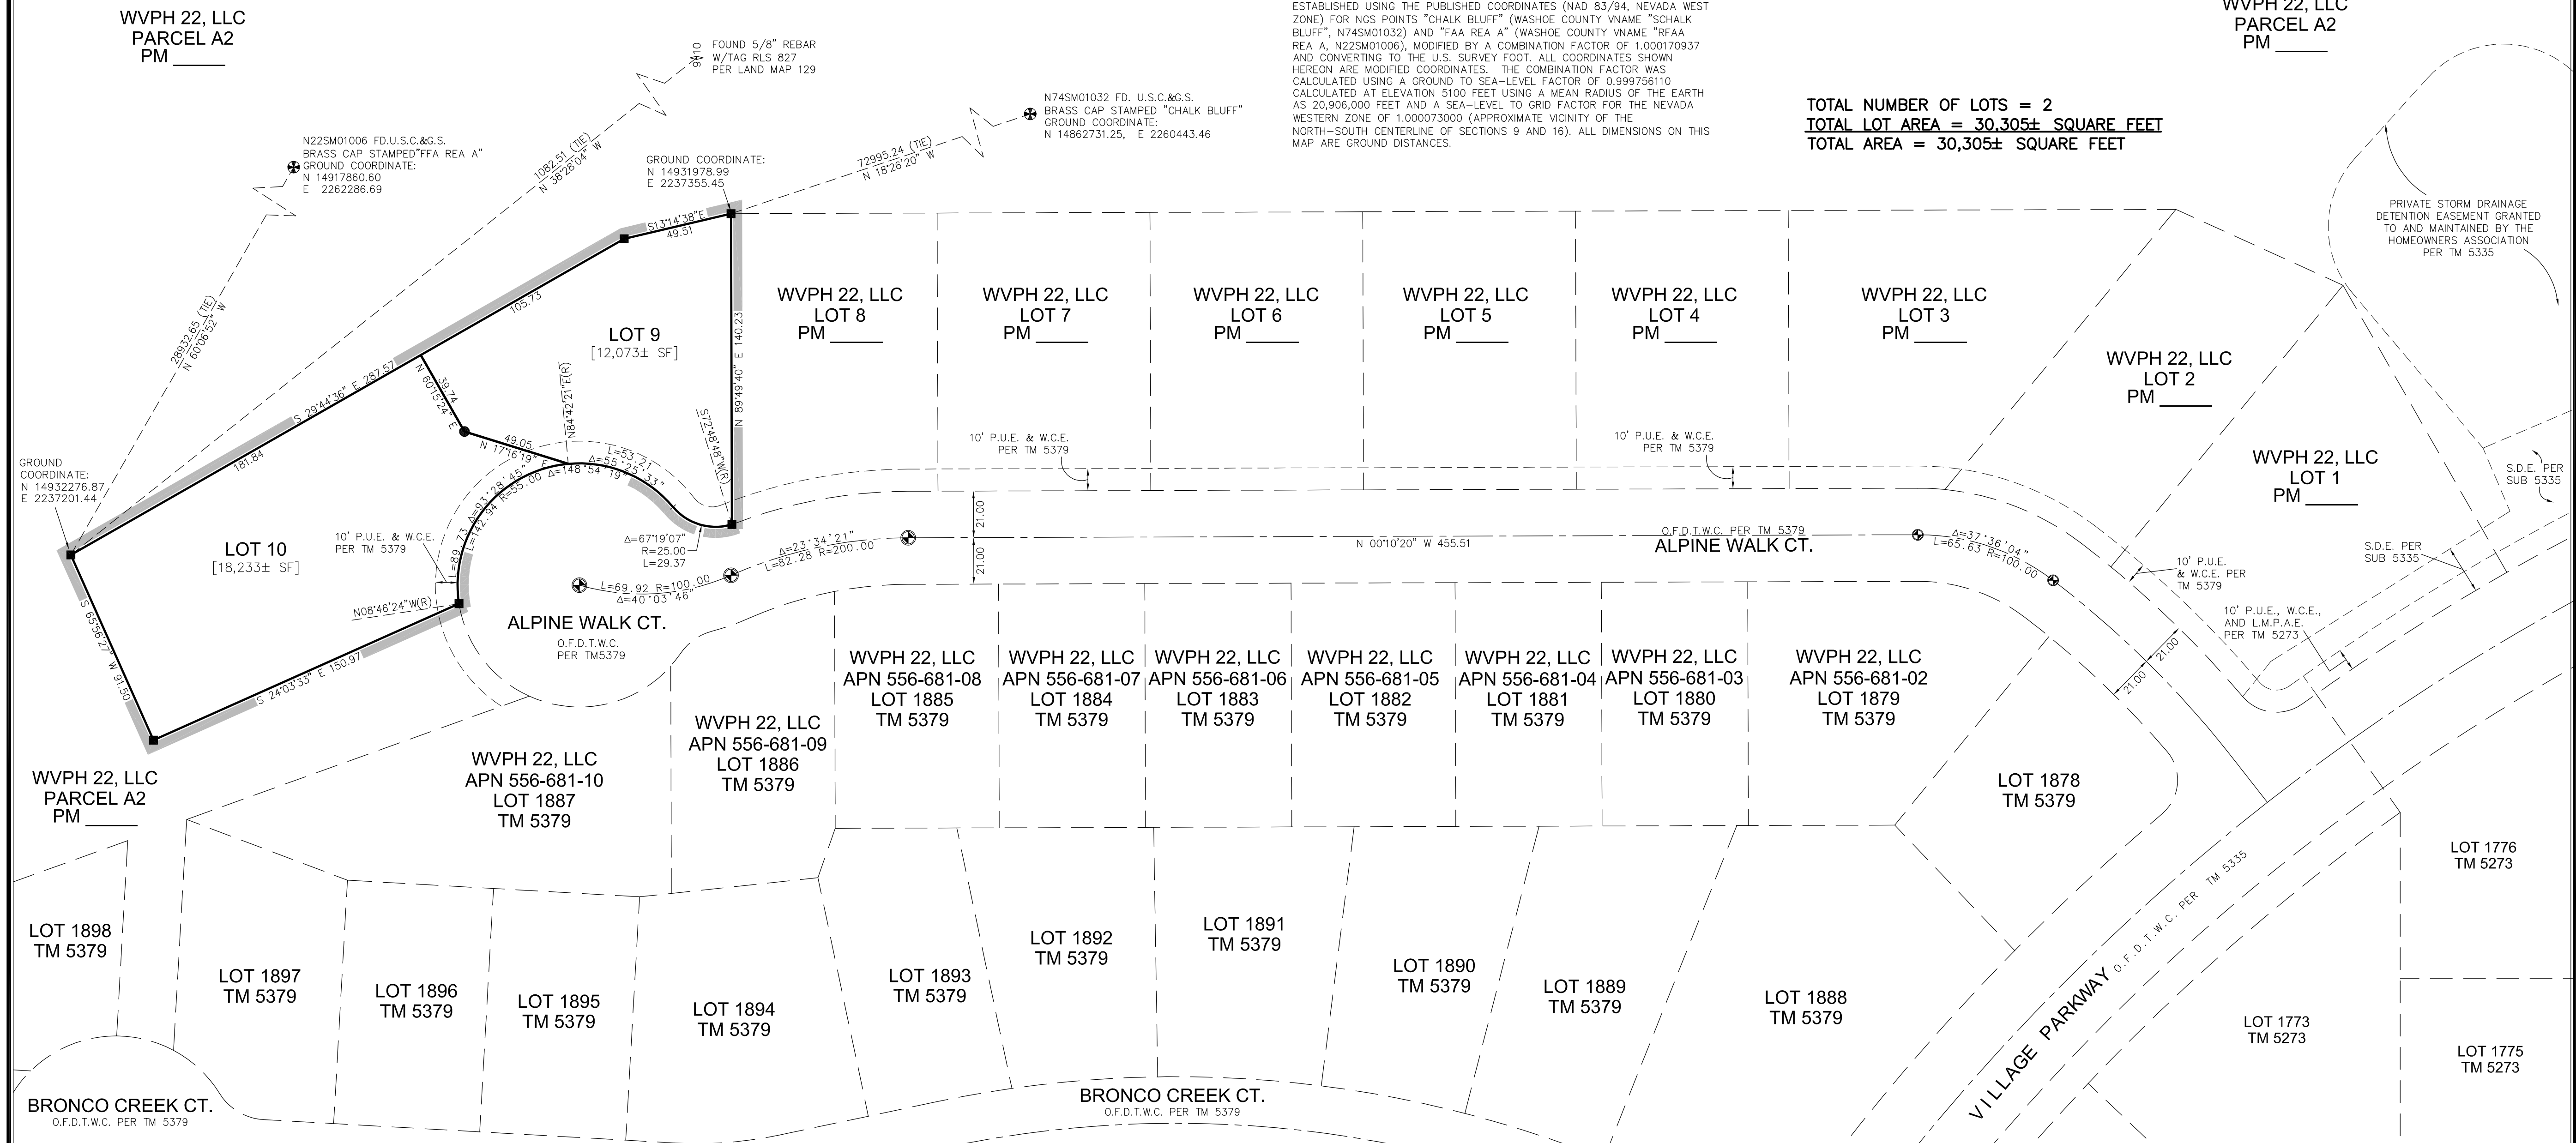 WVPH 22, LLC
PARCEL A2
PM
FOUND 5/8" REBAR
W/TAG RLS 827
PER LAND MAP 129
N74SM01032 FD. U.S.C.&G.S.
BRASS CAP STAMPED "CHALK BLUFF"
GROUND COORDINATE:
N 14862731.25, E 2260443.46
N22SM01006 FD.U.S.C.&G.S.
BRASS CAP STAMPED"FFA REA A"
GROUND COORDINATE:
N 14917860.60
E 2262286.69
GROUND COORDINATE:
N 14931978.99
E 2237355.45
1082.51 (TIE)
N 38°28'04" W
72995.24 (TIE)
N 18°26'20" W
28932.65 (TIE)
N 60°06'52" W
ESTABLISHED USING THE PUBLISHED COORDINATES (NAD 83/94, NEVADA WEST
ZONE) FOR NGS POINTS "CHALK BLUFF" (WASHOE COUNTY VNAME "SCHALK
BLUFF", N74SM01032) AND "FAA REA A" (WASHOE COUNTY VNAME "RFAA
REA A, N22SM01006), MODIFIED BY A COMBINATION FACTOR OF 1.000170937
AND CONVERTING TO THE U.S. SURVEY FOOT. ALL COORDINATES SHOWN
HEREON ARE MODIFIED COORDINATES. THE COMBINATION FACTOR WAS
CALCULATED USING A GROUND TO SEA-LEVEL FACTOR OF 0.999756110
CALCULATED AT ELEVATION 5100 FEET USING A MEAN RADIUS OF THE EARTH
AS 20,906,000 FEET AND A SEA-LEVEL TO GRID FACTOR FOR THE NEVADA
WESTERN ZONE OF 1.000073000 (APPROXIMATE VICINITY OF THE
NORTH-SOUTH CENTERLINE OF SECTIONS 9 AND 16). ALL DIMENSIONS ON THIS
MAP ARE GROUND DISTANCES.
TOTAL NUMBER OF LOTS = 2
TOTAL LOT AREA = 30,305± SQUARE FEET
TOTAL AREA = 30,305± SQUARE FEET
WVPH 22, LLC
PARCEL A2
PM
PRIVATE STORM DRAINAGE
DETENTION EASEMENT GRANTED
TO AND MAINTAINED BY THE
HOMEOWNERS ASSOCIATION
PER TM 5335
S13°14'38"E
49.51
105.73
S 29°44'36" E 287.57
181.84
LOT 9
[12,073± SF]
N 89°49'40" E 140.23
39.74
N 60°15'24" E
49.05
N 17°16'19" E
N84°42'21"E(R)
S72°48'48"W(R)
L=53.21
Δ=55°25'33"
L=142.94 R=55.00 Δ=148°54'19"
L=89.73 Δ=93°28'45"
GROUND
COORDINATE:
N 14932276.87
E 2237201.44
LOT 10
[18,233± SF]
10' P.U.E. & W.C.E.
PER TM 5379
N08°46'24"W(R)
S 65°56'27" W 91.50
S 24°03'33" E 150.97
Δ=67°19'07"
R=25.00
L=29.37
L=69.92 R=100.00
Δ=40°03'46"
Δ=23°34'21"
L=82.28 R=200.00
ALPINE WALK CT.
O.F.D.T.W.C.
PER TM5379
WVPH 22, LLC
LOT 8
PM
WVPH 22, LLC
LOT 7
PM
WVPH 22, LLC
LOT 6
PM
WVPH 22, LLC
LOT 5
PM
WVPH 22, LLC
LOT 4
PM
WVPH 22, LLC
LOT 3
PM
WVPH 22, LLC
LOT 2
PM
WVPH 22, LLC
LOT 1
PM
10' P.U.E. & W.C.E.
PER TM 5379
10' P.U.E. & W.C.E.
PER TM 5379
21.00
21.00
N 00°10'20" W 455.51
O.F.D.T.W.C. PER TM 5379
ALPINE WALK CT.
Δ=37°36'04"
L=65.63 R=100.00
10' P.U.E.
& W.C.E. PER
TM 5379
S.D.E. PER
SUB 5335
S.D.E. PER
SUB 5335
10' P.U.E., W.C.E.,
AND L.M.P.A.E.
PER TM 5273
21.00
21.00
WVPH 22, LLC
PARCEL A2
PM
WVPH 22, LLC
APN 556-681-10
LOT 1887
TM 5379
WVPH 22, LLC
APN 556-681-09
LOT 1886
TM 5379
WVPH 22, LLC
APN 556-681-08
LOT 1885
TM 5379
WVPH 22, LLC
APN 556-681-07
LOT 1884
TM 5379
WVPH 22, LLC
APN 556-681-06
LOT 1883
TM 5379
WVPH 22, LLC
APN 556-681-05
LOT 1882
TM 5379
WVPH 22, LLC
APN 556-681-04
LOT 1881
TM 5379
WVPH 22, LLC
APN 556-681-03
LOT 1880
TM 5379
WVPH 22, LLC
APN 556-681-02
LOT 1879
TM 5379
LOT 1878
TM 5379
LOT 1776
TM 5273
LOT 1898
TM 5379
LOT 1897
TM 5379
LOT 1896
TM 5379
LOT 1895
TM 5379
LOT 1894
TM 5379
LOT 1893
TM 5379
LOT 1892
TM 5379
LOT 1891
TM 5379
LOT 1890
TM 5379
LOT 1889
TM 5379
LOT 1888
TM 5379
VILLAGE PARKWAY O.F.D.T.W.C. PER TM 5335
LOT 1773
TM 5273
LOT 1775
TM 5273
BRONCO CREEK CT.
O.F.D.T.W.C. PER TM 5379
BRONCO CREEK CT.
O.F.D.T.W.C. PER TM 5379